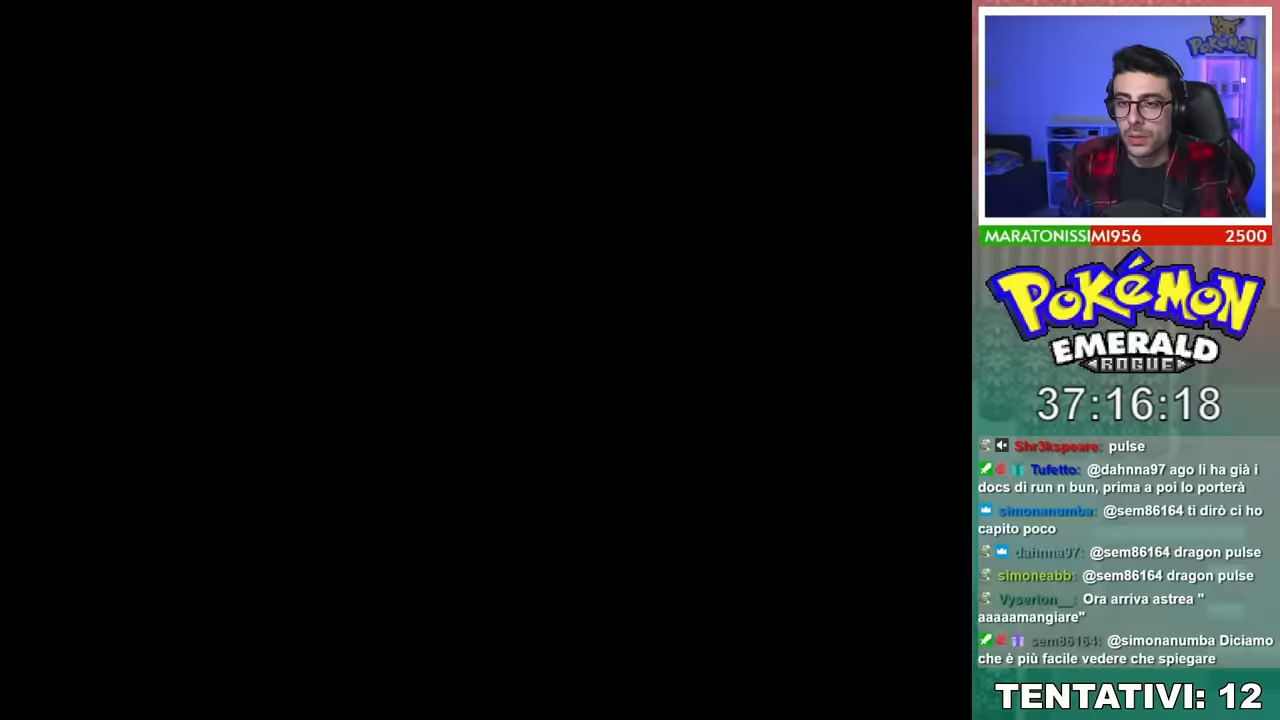 POKÉMON
MARATONISSIMI956 2500
POKÉMON
EMERALD
ROGUE
37:16:18
Shr3kspeare: pulse
Tufetto: @dahnna97 ago li ha già i
docs di run n bun, prima a poi lo porterà
simonanumba: @sem86164 ti dirò ci ho
capito poco
dahnna97: @sem86164 dragon pulse
simoneabb: @sem86164 dragon pulse
Vyserion__: Ora arriva astrea "
aaaaamangiare"
sem86164: @simonanumba Diciamo
che è più facile vedere che spiegare
TENTATIVI: 12